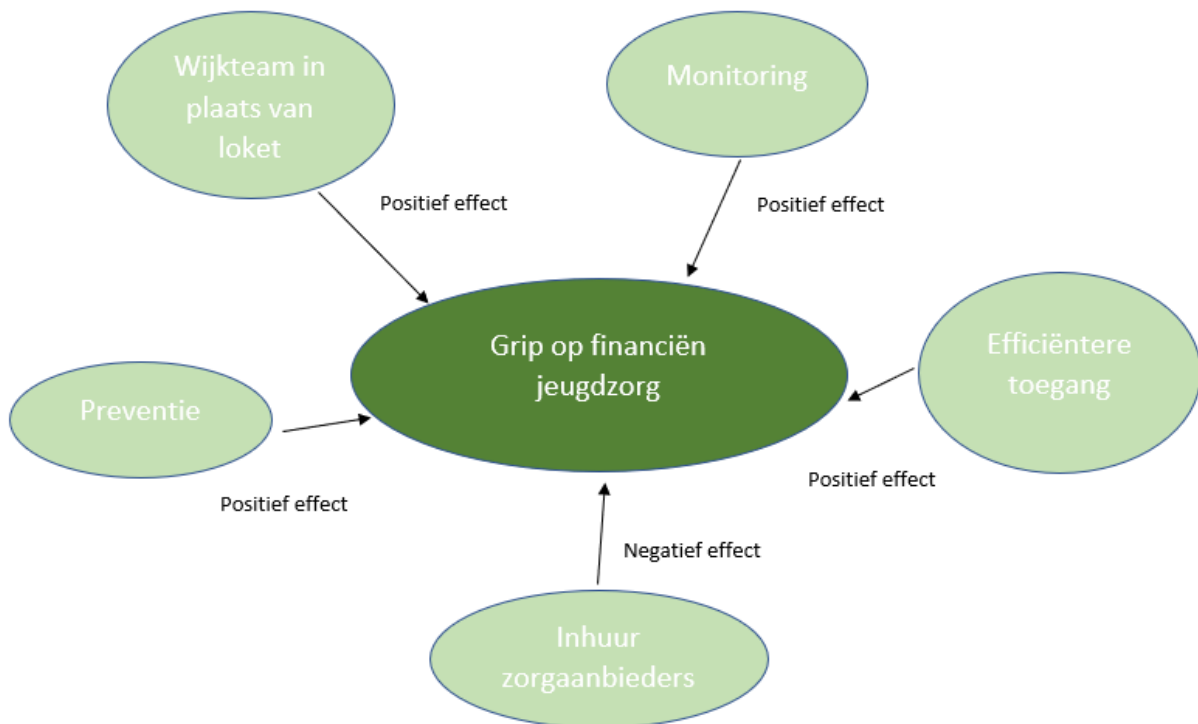 Wijkteam in
plaats van
loket
Monitoring
Positief effect
Positief effect
Grip op financiën
jeugdzorg
Efficiëntere
toegang
Preventie
Positief effect
Positief effect
Negatief effect
Inhuur
zorgaanbieders